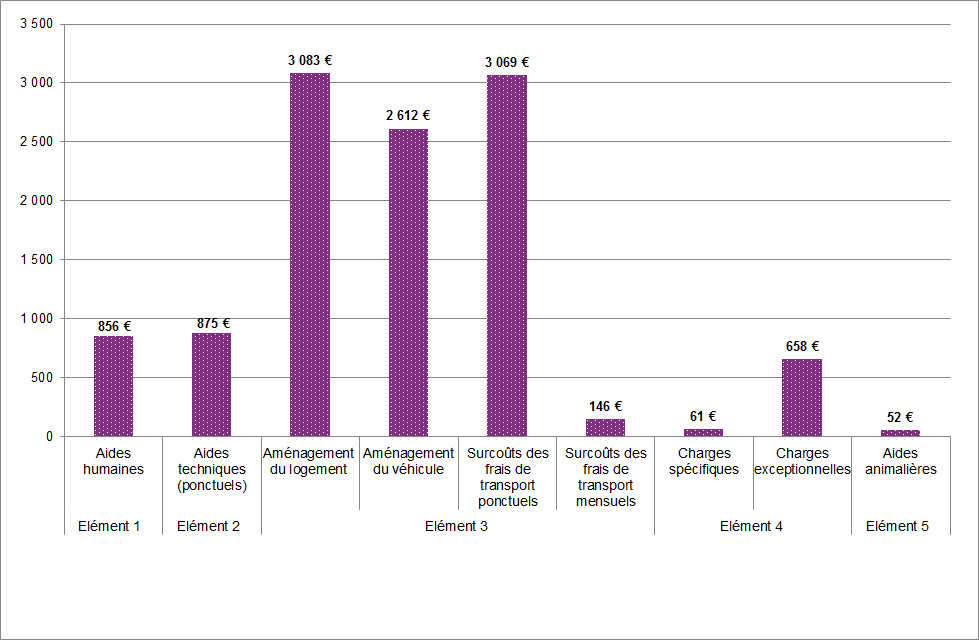 3 500
3 000
2 500
2 000
1 500
1 000
500
0
856 €
875 €
3 083 €
2 612 €
3 069 €
146 €
61 €
658 €
52 €
Aides
humaines
Aides
techniques
(ponctuels)
Aménagement
du logement
Aménagement
du véhicule
Surcoûts des
frais de
transport
ponctuels
Surcoûts des
frais de
transport
mensuels
Charges
spécifiques
Charges
exceptionnelles
Aides
animalières
Elément 1
Elément 2
Elément 3
Elément 4
Elément 5